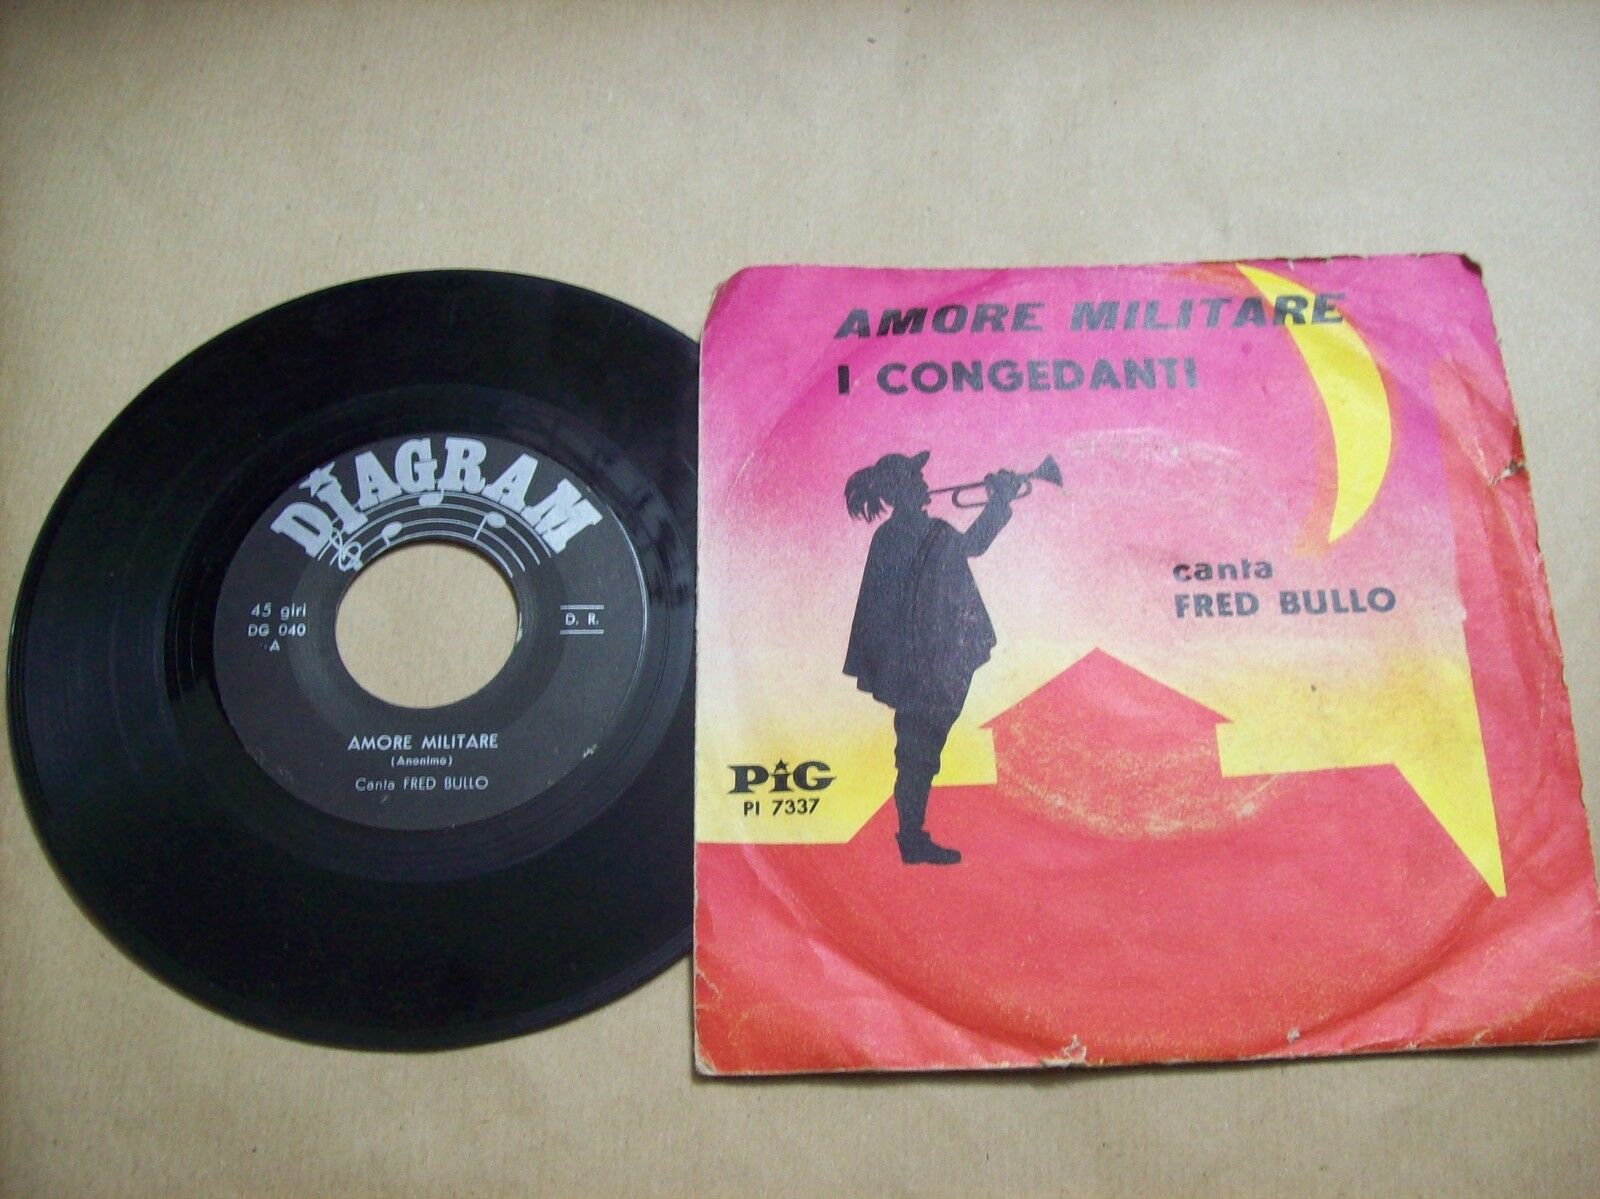 DIAGRAM
45 giri
DG 040
A
D. R.
AMORE MILITARE
(Anonimo)
Canta FRED BULLO
AMORE MILITARE
I CONGEDANTI
canta
FRED BULLO
PiG
PI 7337